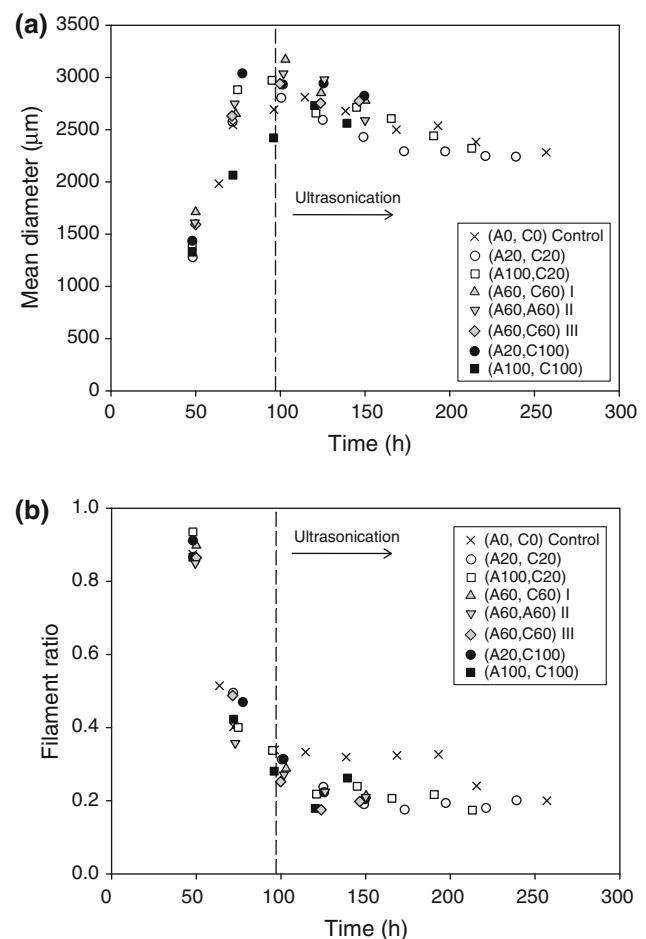 (a)
3500
3000
2500
2000
1500
1000
500
0
Mean diameter (μm)
Ultrasonication
(A0, C0) Control
(A20, C20)
(A100,C20)
(A60, C60) I
(A60,A60) II
(A60,C60) III
(A20,C100)
(A100, C100)
0 50 100 150 200 250 300
Time (h)
(b)
1.0
0.8
0.6
0.4
0.2
0.0
Filament ratio
Ultrasonication
(A0, C0) Control
(A20, C20)
(A100,C20)
(A60, C60) I
(A60,A60) II
(A60,C60) III
(A20,C100)
(A100, C100)
0 50 100 150 200 250 300
Time (h)